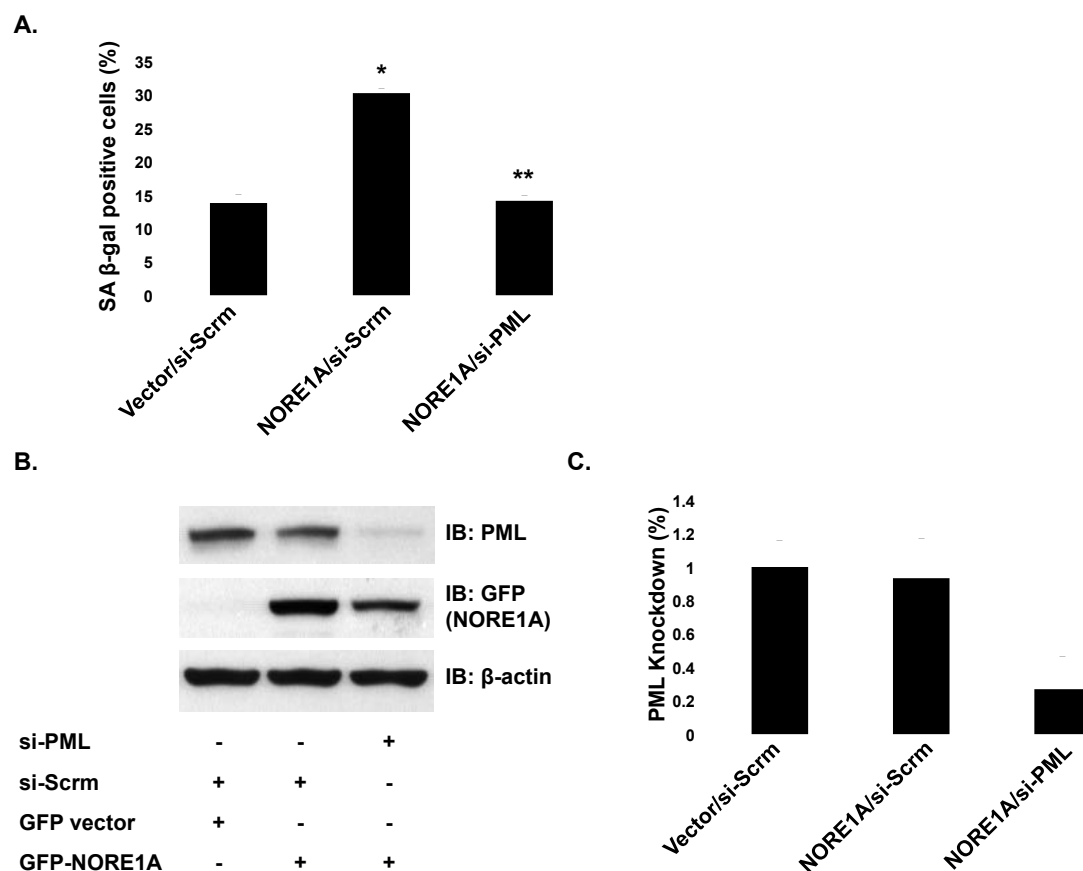 A.
SA β-gal positive cells (%)
35
30
25
20
15
10
5
0
*
**
Vector/si-Scrm
NORE1A/si-Scrm
NORE1A/si-PML
B.
IB: PML
IB: GFP
(NORE1A)
IB: β-actin
si-PML - - +
si-Scrm + + -
GFP vector + - -
GFP-NORE1A - + +
C.
PML Knockdown (%)
1.4
1.2
1
0.8
0.6
0.4
0.2
0
Vector/si-Scrm
NORE1A/si-Scrm
NORE1A/si-PML